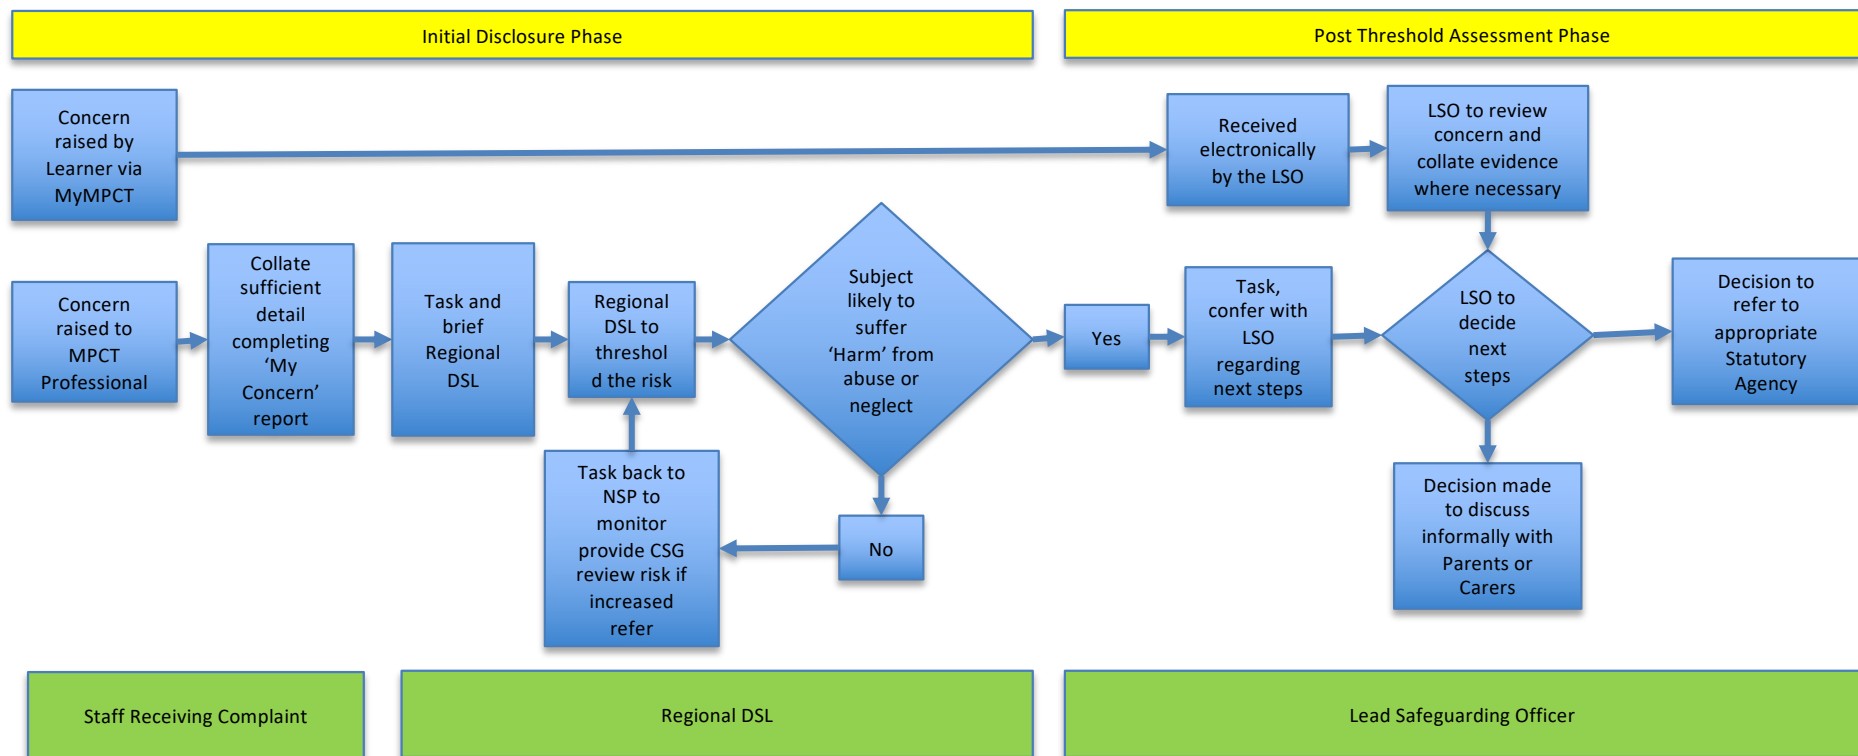 Initial Disclosure Phase
Post Threshold Assessment Phase
Concern
raised by
Learner via
MyMPCT
Received
electronically
by the LSO
LSO to review
concern and
collate evidence
where necessary
Concern
raised to
MPCT
Professional
Collate
sufficient
detail
completing
‘My
Concern’
report
Task and
brief
Regional
DSL
Regional
DSL to
threshol
d the risk
Subject
likely to
suffer
‘Harm’ from
abuse or
neglect
Yes
Task,
confer with
LSO
regarding
next steps
LSO to
decide
next
steps
Decision to
refer to
appropriate
Statutory
Agency
Task back to
NSP to
monitor
provide CSG
review risk if
increased
refer
No
Decision made
to discuss
informally with
Parents or
Carers
Staff Receiving Complaint
Regional DSL
Lead Safeguarding Officer